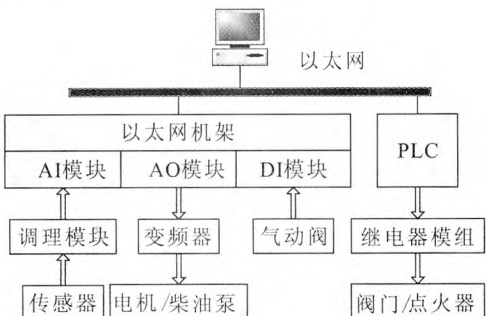 以太网
以太网机架
PLC
AI模块 AO模块 DI模块
调理模块 变频器 气动阀 继电器模组
传感器 电机/柴油泵 阀门/点火器